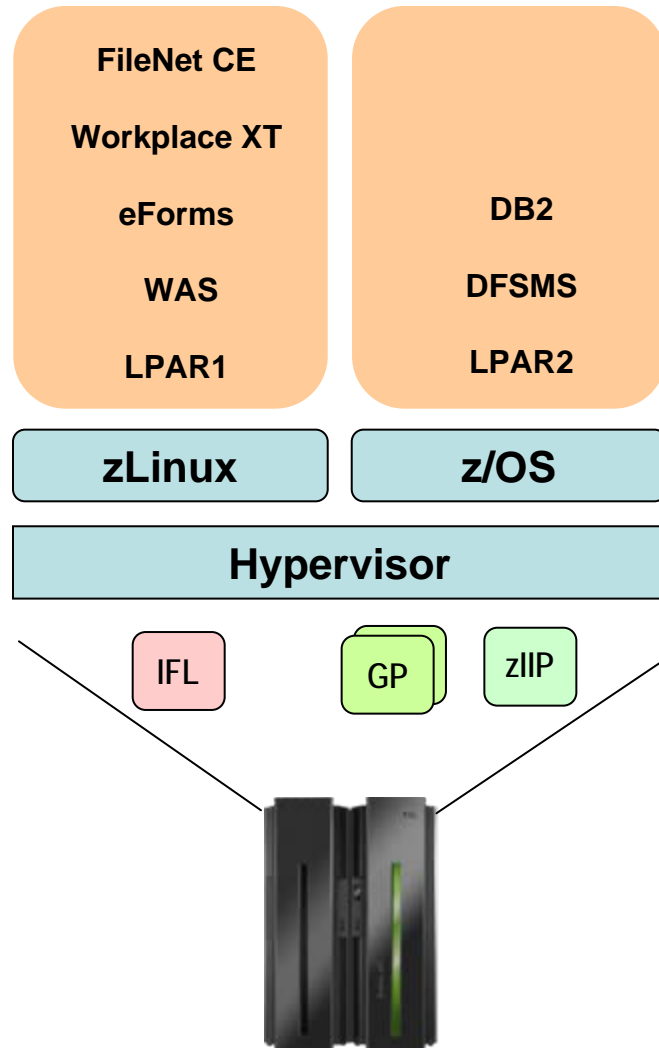 FileNet CE
Workplace XT
eForms
WAS
LPAR1
DB2
DFSMS
LPAR2
zLinux
z/OS
Hypervisor
IFL
GP
zIIP